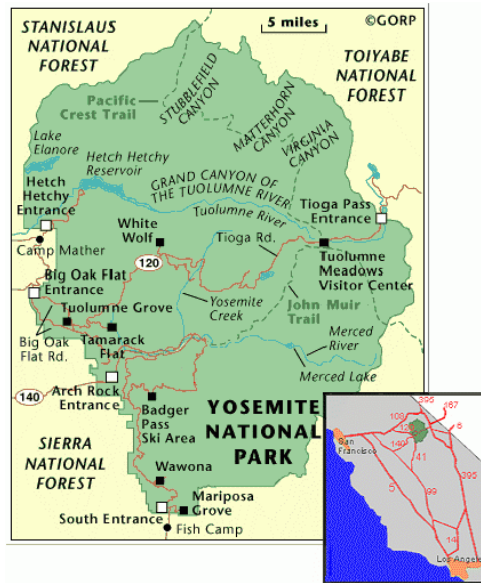 STANISLAUS
NATIONAL
FOREST
5 miles
©GORP
TOIYABE
NATIONAL
FOREST
Pacific
Crest Trail
STUBBLEFIELD
CANYON
MATTERHORN
CANYON
VIRGINIA
CANYON
Lake
Elanore
Hetch Hetchy
Reservoir
GRAND CANYON OF
THE TUOLUMNE RIVER
Hetch
Hetchy
Entrance
Tuolumne River
Tioga Pass
Entrance
White
Wolf
Tioga Rd.
Camp Mather
120
Tuolumne
Meadows
Visitor Center
Big Oak Flat
Entrance
Tuolumne Grove
Yosemite
Creek
John Muir
Trail
Big Oak
Flat Rd.
Tamarack
Flat
Merced
River
Merced Lake
140
Arch Rock
Entrance
Badger
Pass
Ski Area
YOSEMITE
NATIONAL
PARK
SIERRA
NATIONAL
FOREST
Wawona
Mariposa
Grove
South Entrance
Fish Camp
395
167
108
6
San
Francisco
140
41
5
99
395
14
Los Angeles